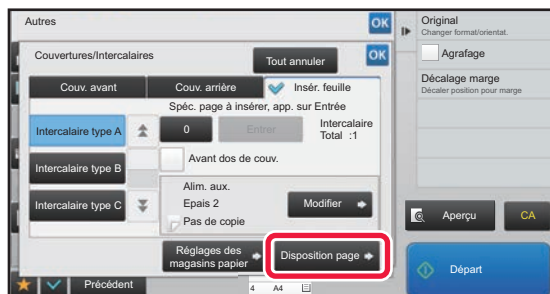 Autres
OK
Couvertures/Intercalaires
Tout annuler
OK
Couv. avant
Couv. arrière
Insér. feuille
Spéc. page à insérer, app. sur Entrée
Intercalaire type A
0
Entrer
Intercalaire
Total :1
Intercalaire type B
Avant dos de couv.
Intercalaire type C
Alim. aux.
Epais 2
Pas de copie
Modifier
Réglages des
magasins papier
Disposition page
Précédent
4 A4
Original
Changer format/orientat.
Agrafage
Décalage marge
Décaler position pour marge
Aperçu
CA
Départ